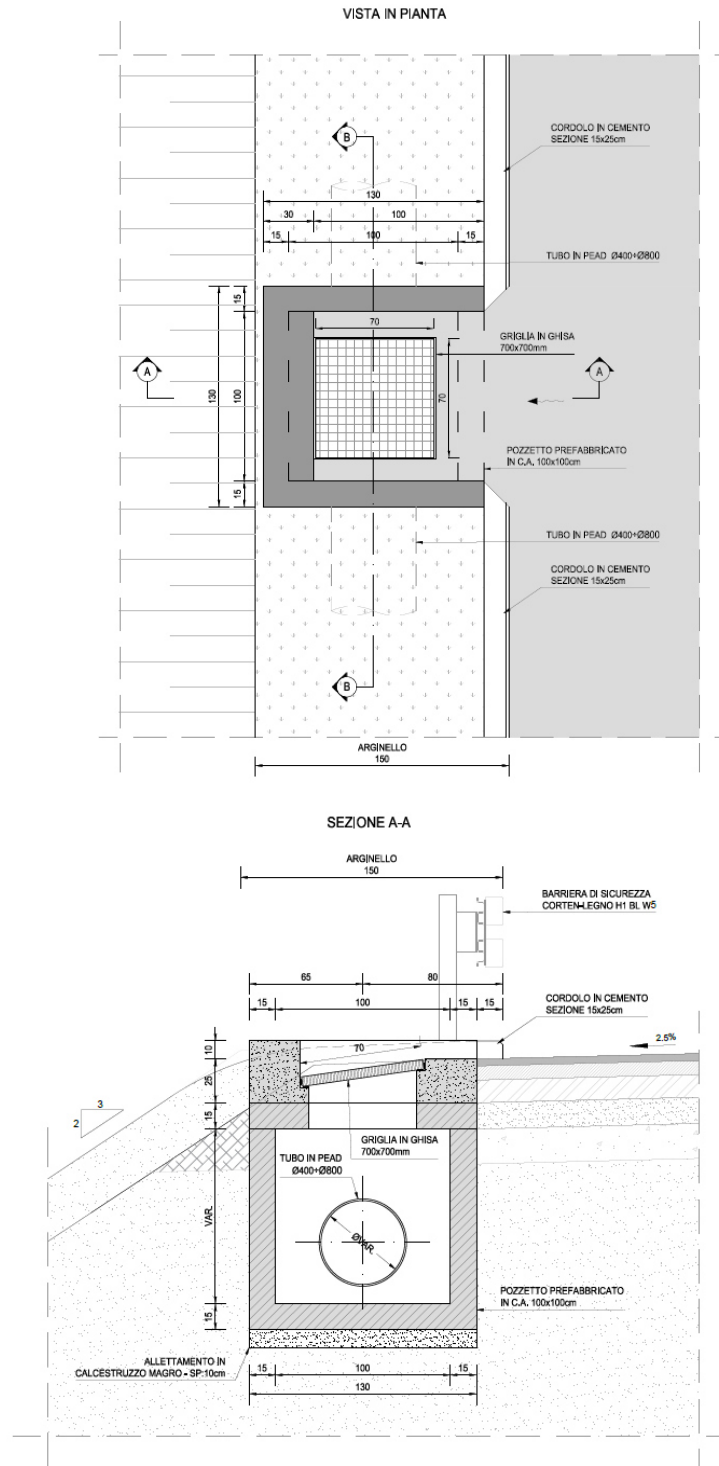 VISTA IN PIANTA
CORDOLO IN CEMENTO
SEZIONE 15x25cm
B
130
30
100
15
100
15
TUBO IN PEAD Ø400÷Ø800
15
70
GRIGLIA IN GHISA
700x700mm
A
A
130
100
70
POZZETTO PREFABBRICATO
IN C.A. 100x100cm
15
TUBO IN PEAD Ø400÷Ø800
CORDOLO IN CEMENTO
SEZIONE 15x25cm
B
ARGINELLO
150
SEZIONE A-A
ARGINELLO
150
BARRIERA DI SICUREZZA
CORTEN-LEGNO H1 BL W5
65
80
15
100
15
15
CORDOLO IN CEMENTO
SEZIONE 15x25cm
2.5%
10
70
25
3
2
15
GRIGLIA IN GHISA
700x700mm
TUBO IN PEAD
Ø400÷Ø800
VAR.
ØVAR.
POZZETTO PREFABBRICATO
IN C.A. 100x100cm
15
ALLETTAMENTO IN
CALCESTRUZZO MAGRO - SP.10cm
15
100
15
130